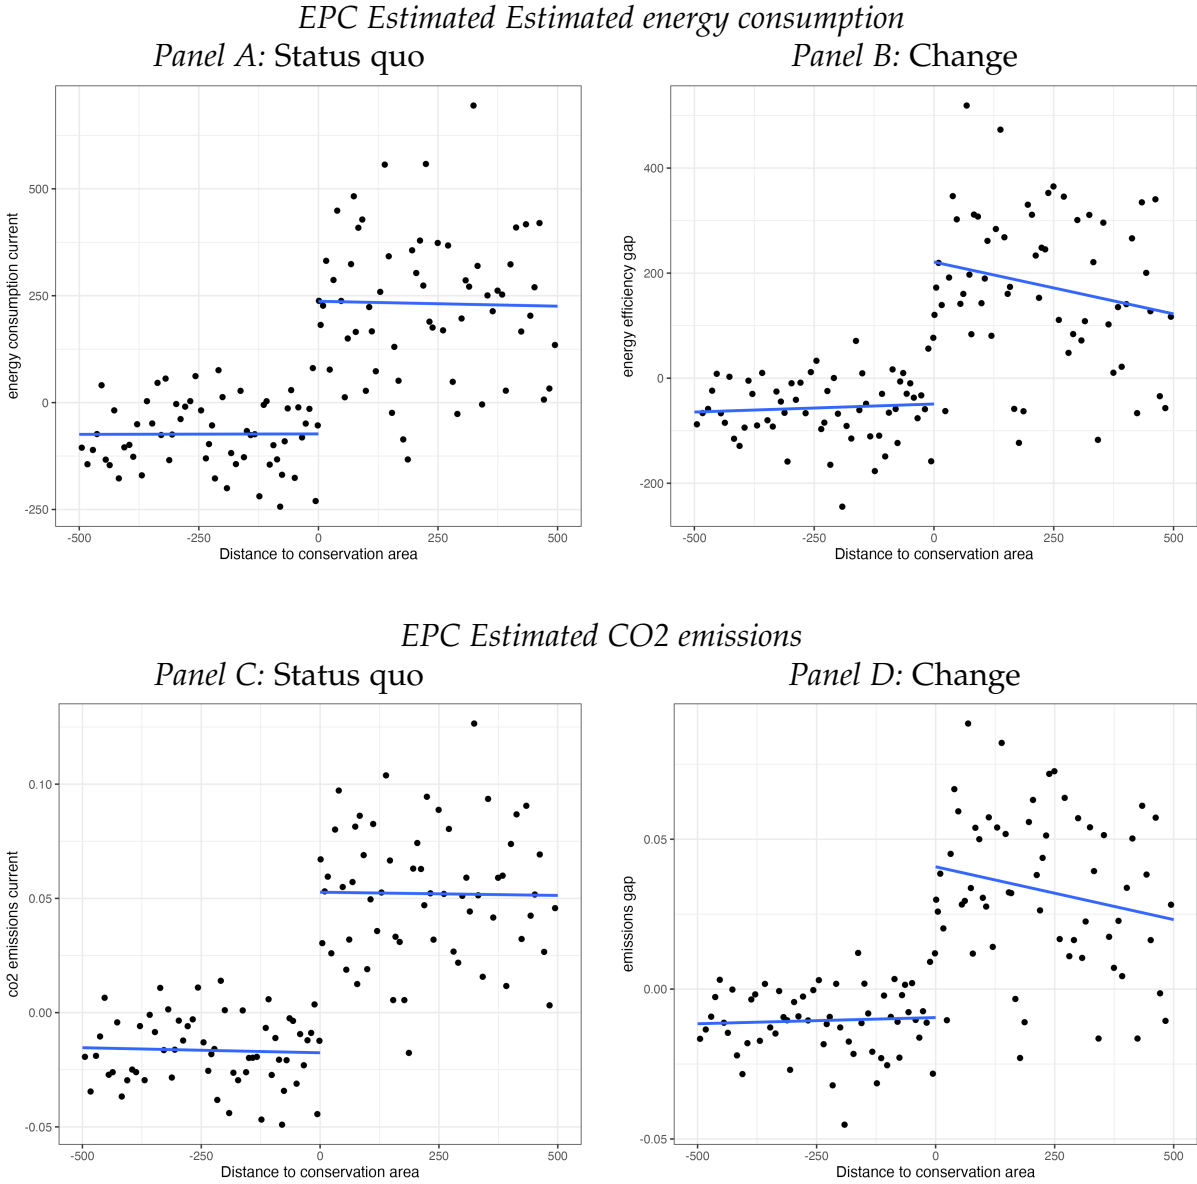 EPC Estimated Estimated energy consumption
Panel A: Status quo
energy consumption current
500
250
0
-250
-500
-250
0
250
500
Distance to conservation area
Panel B: Change
energy efficiency gap
400
200
0
-200
-500
-250
0
250
500
Distance to conservation area
EPC Estimated CO2 emissions
Panel C: Status quo
co2 emissions current
0.10
0.05
0.00
-0.05
-500
-250
0
250
500
Distance to conservation area
Panel D: Change
emissions gap
0.05
0.00
-0.05
-500
-250
0
250
500
Distance to conservation area